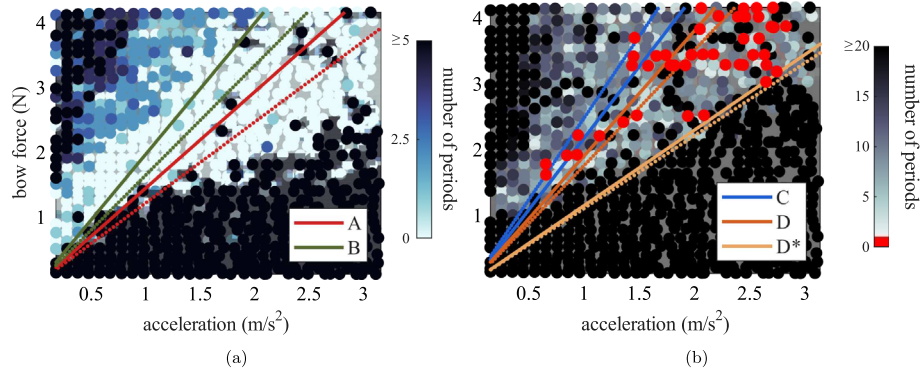 4
3
2
1
bow force (N)
0.5 1 1.5 2 2.5 3
acceleration (m/s²)
A
B
≥5
2.5
0
number of periods
(a)
4
3
2
1
0.5 1 1.5 2 2.5 3
acceleration (m/s²)
C
D
D*
≥20
15
10
5
0
number of periods
(b)